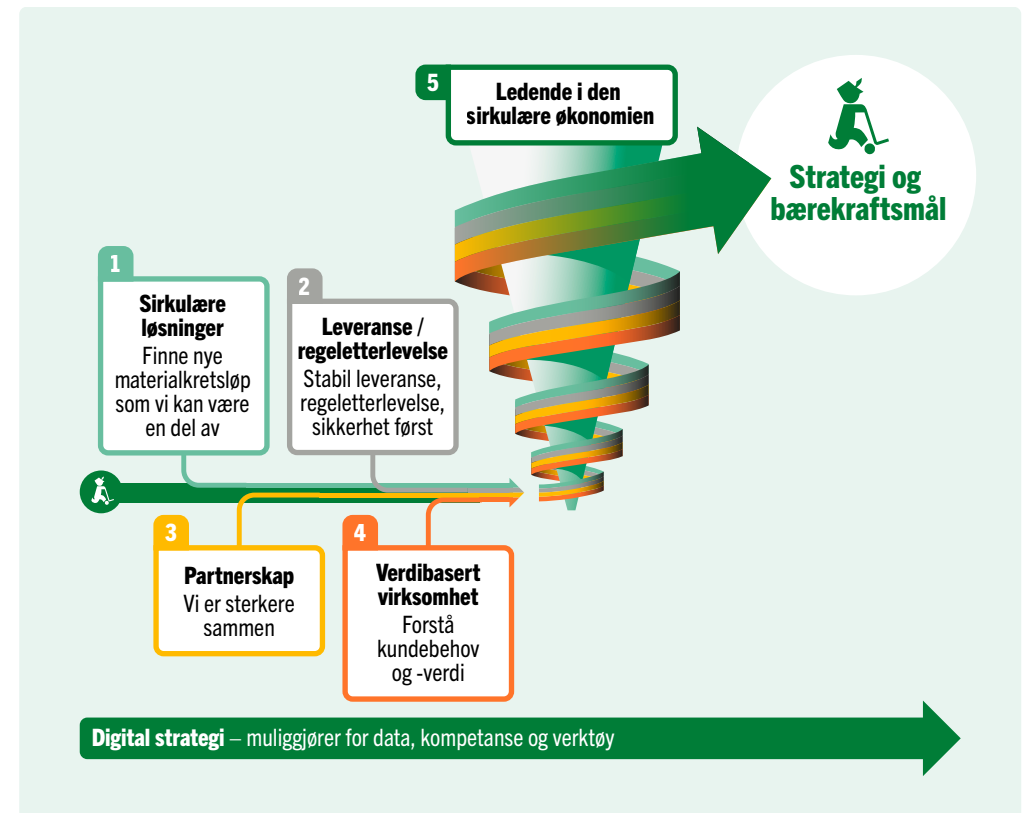 5
Ledende i den
sirkulære økonomien
Strategi og
bærekraftsmål
1
Sirkulære
løsninger
Finne nye
materialkretsløp
som vi kan være
en del av
2
Leveranse /
regeletterlevelse
Stabil leveranse,
regeletterlevelse,
sikkerhet først
3
Partnerskap
Vi er sterkere
sammen
4
Verdibasert
virksomhet
Forstå
kundebehov
og -verdi
Digital strategi – muliggjører for data, kompetanse og verktøy